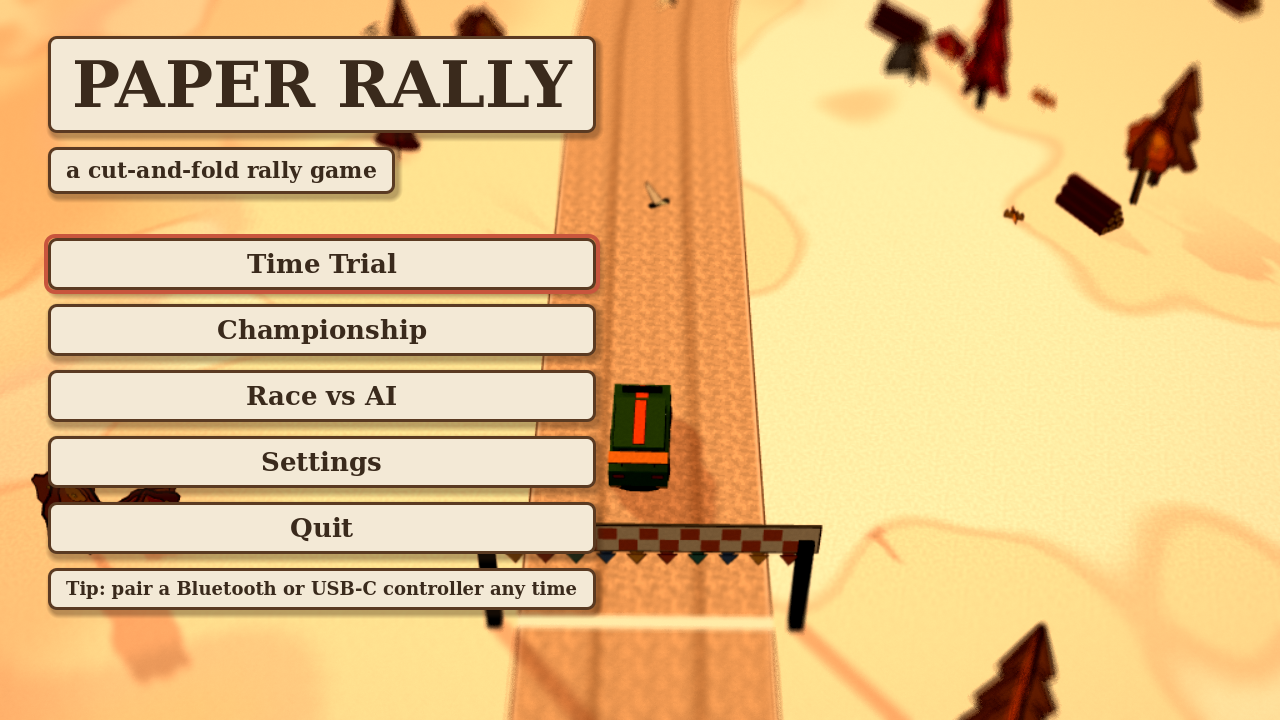 PAPER RALLY
a cut-and-fold rally game
Time Trial
Championship
Race vs AI
Settings
Quit
Tip: pair a Bluetooth or USB-C controller any time